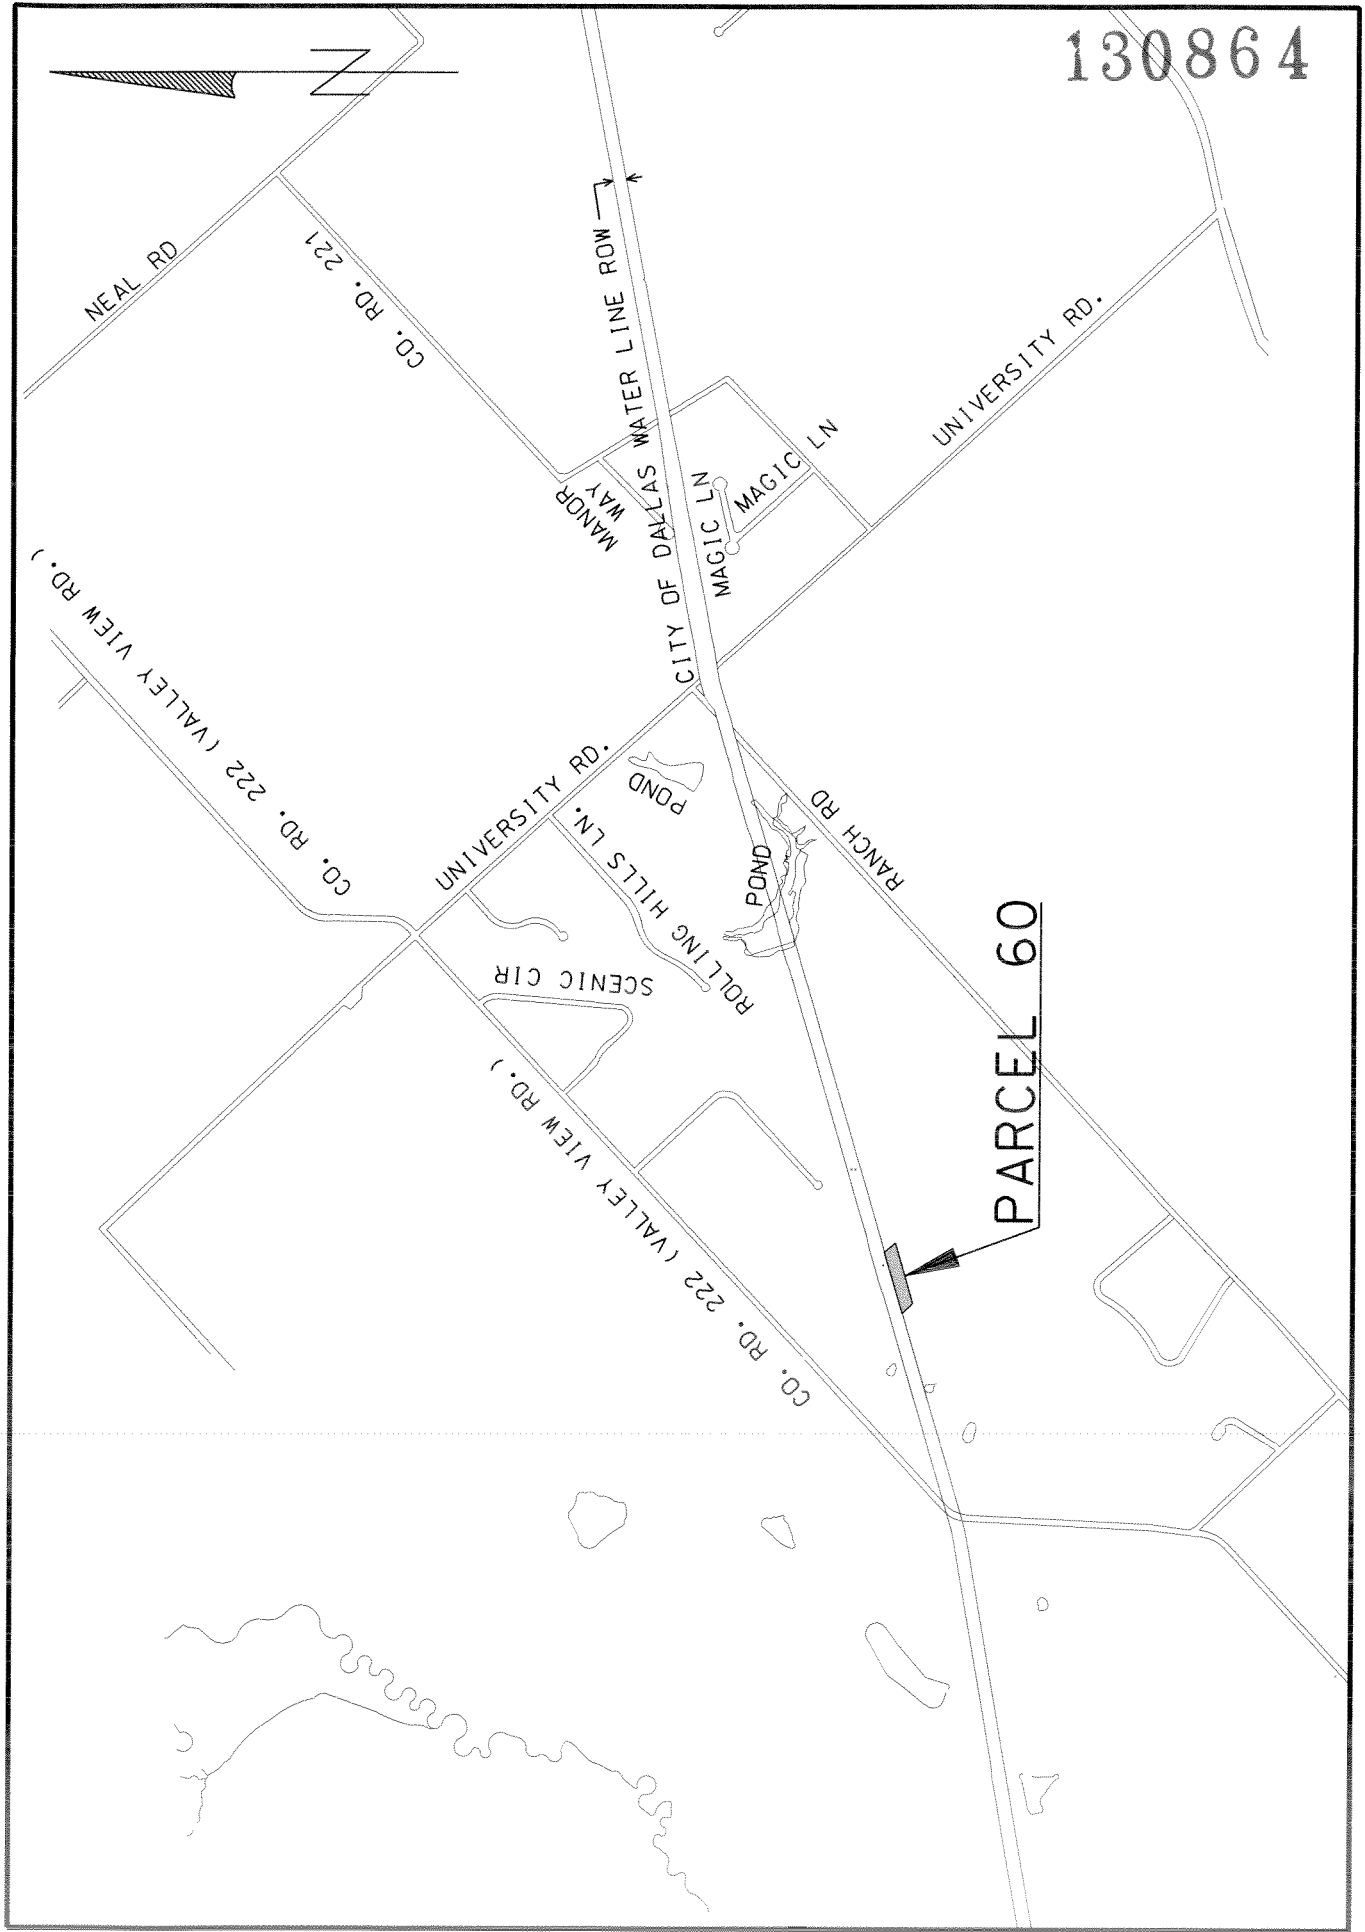 130864
N
NEAL RD
CO. RD. 221
CITY OF DALLAS WATER LINE ROW
UNIVERSITY RD.
MANOR
WAY
MAGIC LN
MAGIC LN
CO. RD. 222 (VALLEY VIEW RD.)
UNIVERSITY RD.
POND
ROLLING HILLS LN.
POND
RANCH RD
SCENIC CIR
PARCEL 60
CO. RD. 222 (VALLEY VIEW RD.)